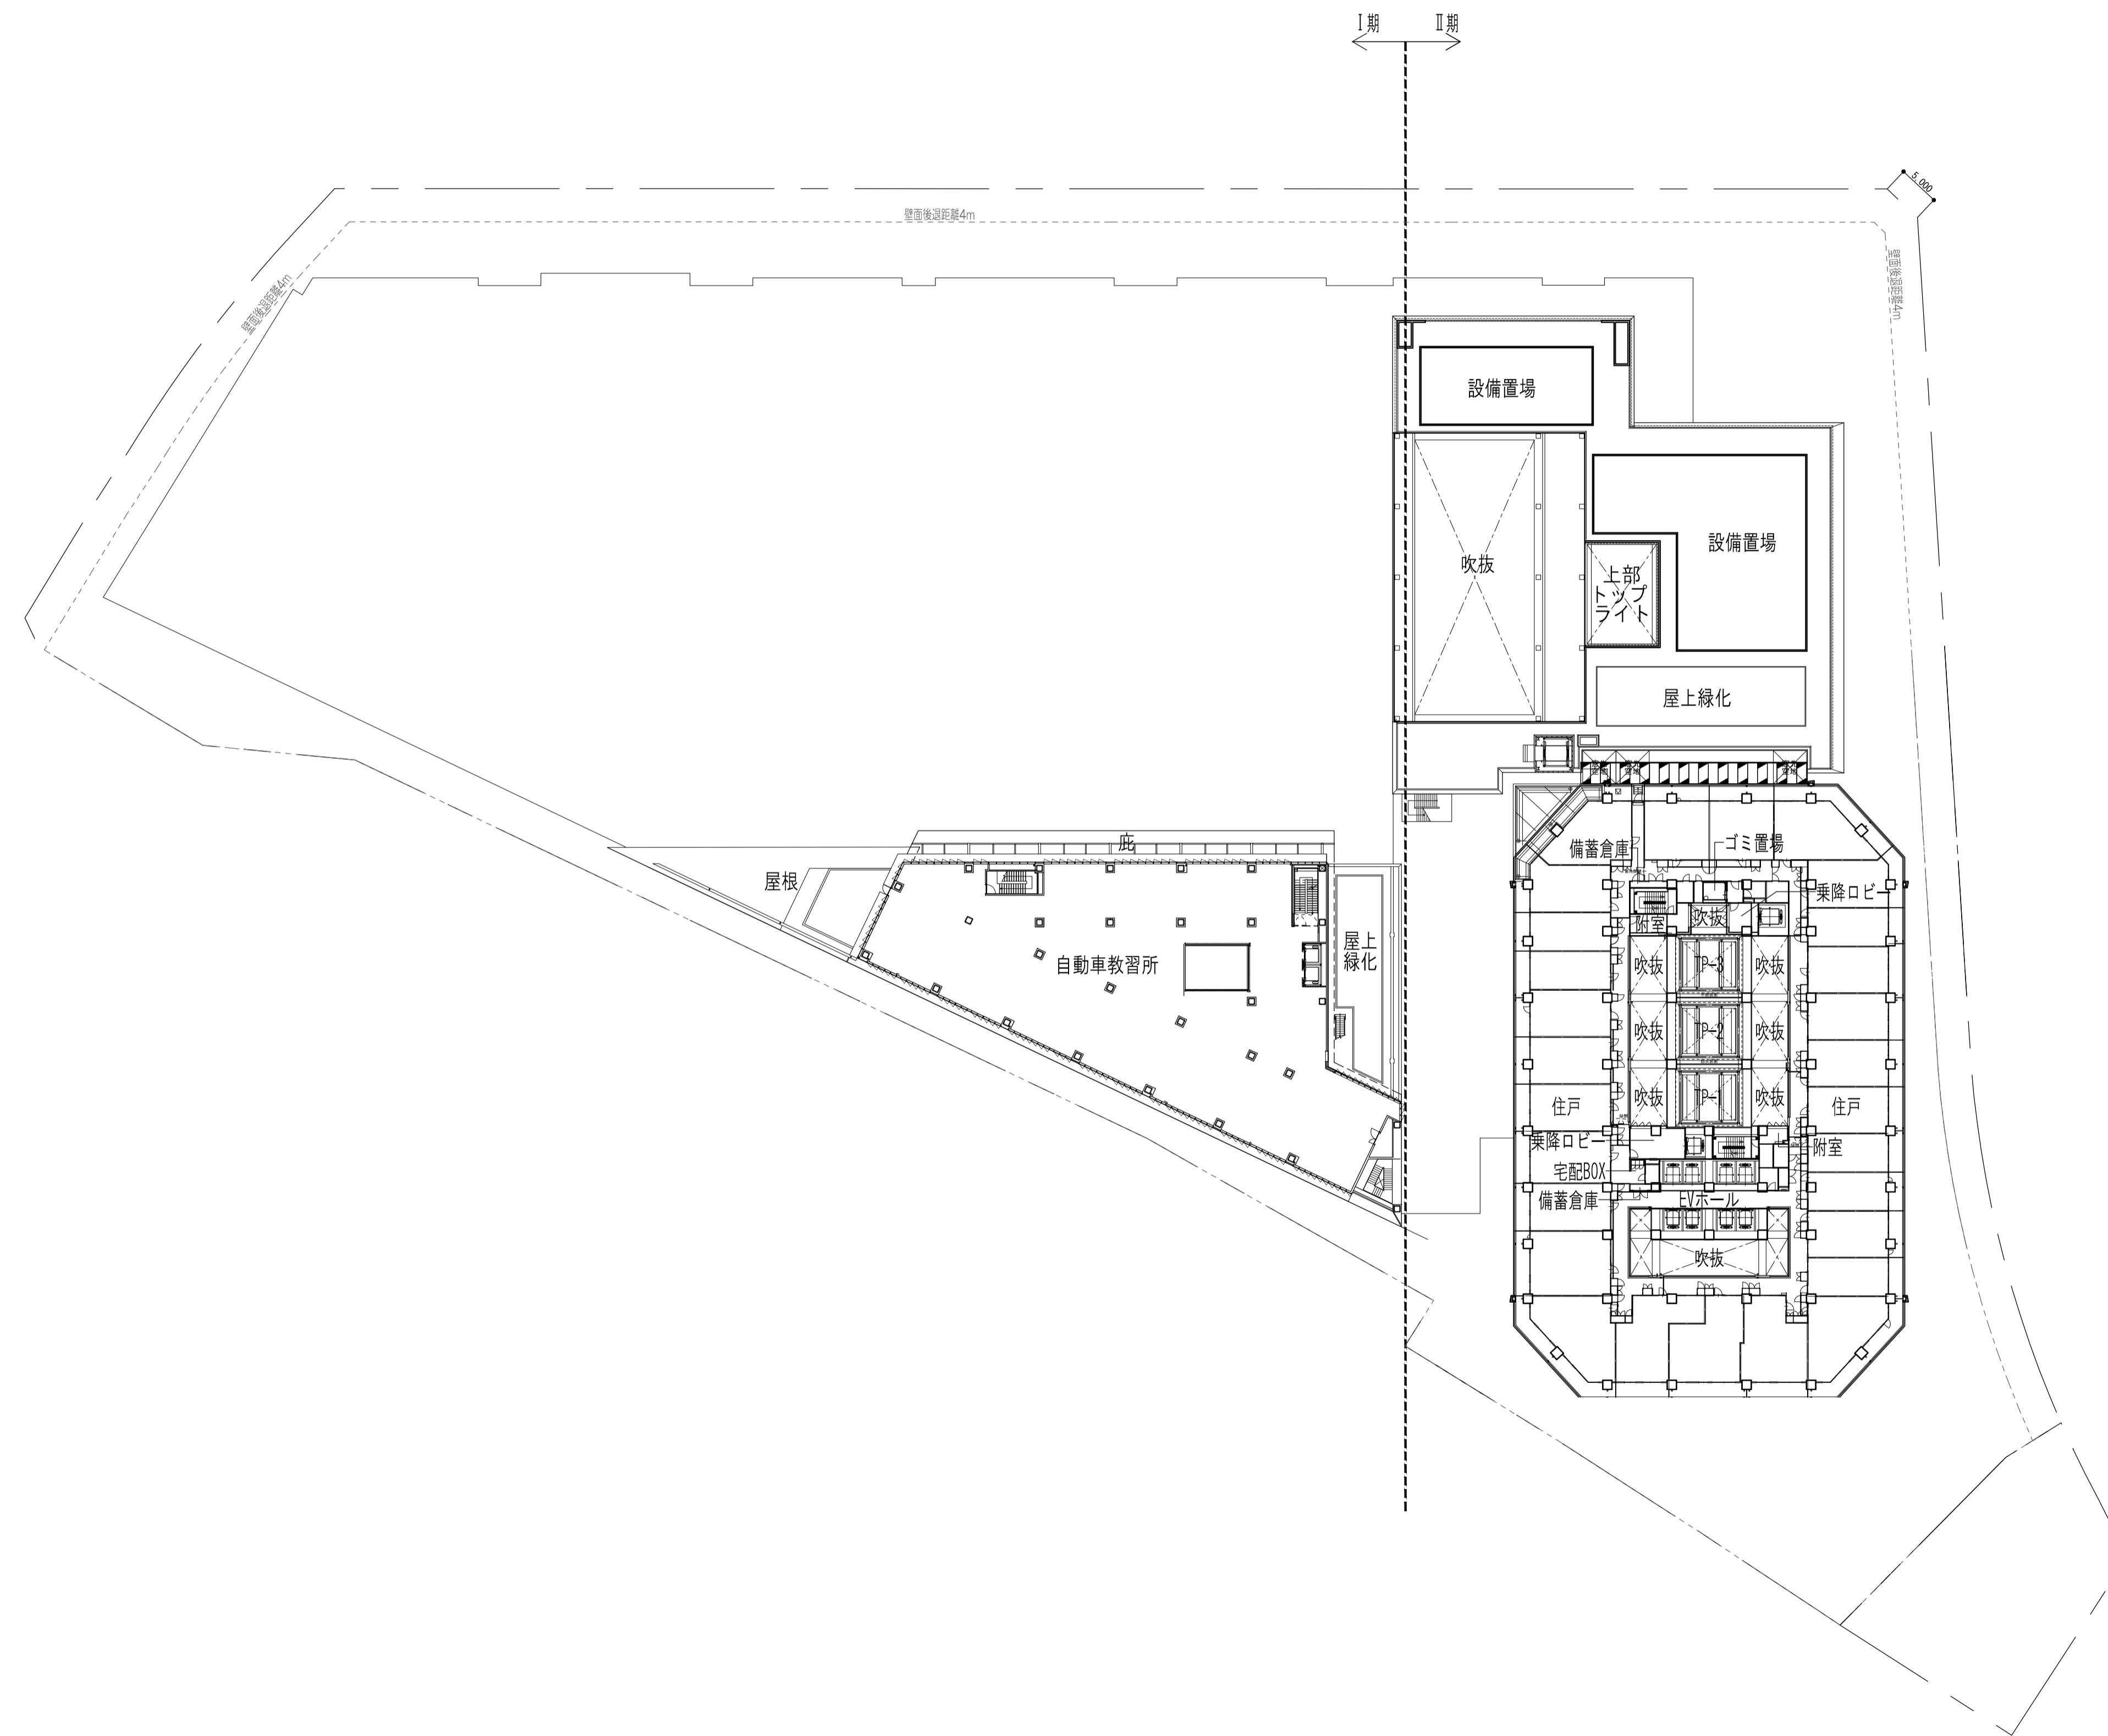 Ⅰ期
Ⅱ期
5,000
壁面後退距離4m
壁面後退距離4m
壁面後退距離4m
設備置場
設備置場
吹抜
上部
トップ
ライト
屋上緑化
庇
屋根
自動車教習所
屋上
緑化
備蓄倉庫
ゴミ置場
乗降ロビー
附室
吹抜
吹抜
TP-3
吹抜
吹抜
TP-2
吹抜
吹抜
TP-1
吹抜
住戸
住戸
乗降ロビー
附室
宅配BOX
備蓄倉庫
EVホール
吹抜